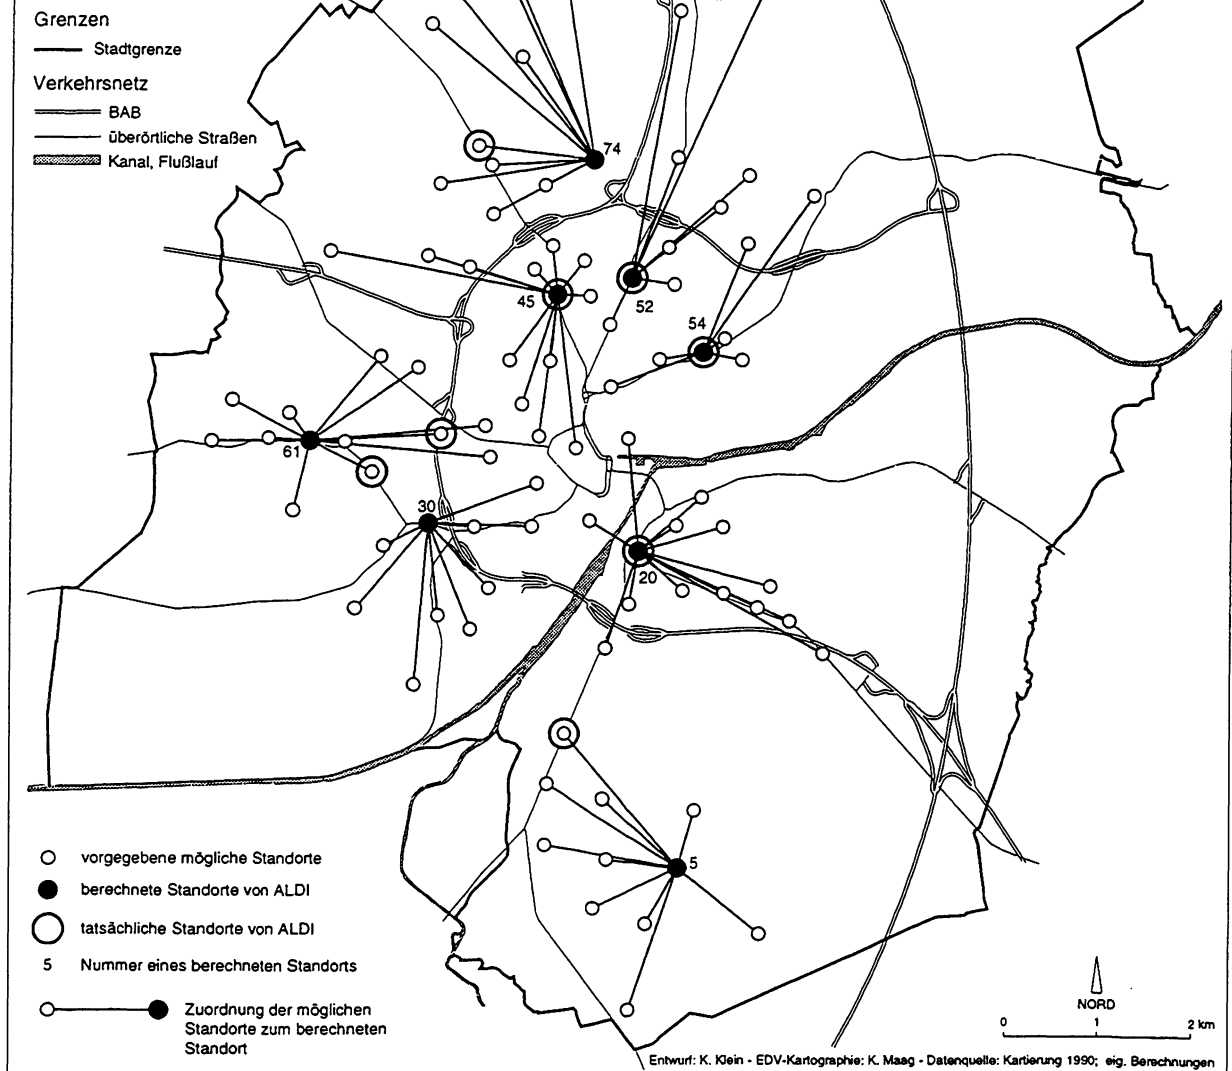 Grenzen
Stadtgrenze
Verkehrsnetz
BAB
überörtliche Straßen
Kanal, Flußlauf
74
45
52
54
61
30
20
5
vorgegebene mögliche Standorte
berechnete Standorte von ALDI
tatsächliche Standorte von ALDI
5 Nummer eines berechneten Standorts
Zuordnung der möglichen
Standorte zum berechneten
Standort
NORD
0 1 2 km
Entwurf: K. Klein - EDV-Kartographie: K. Maag - Datenquelle: Kartierung 1990; eig. Berechnungen